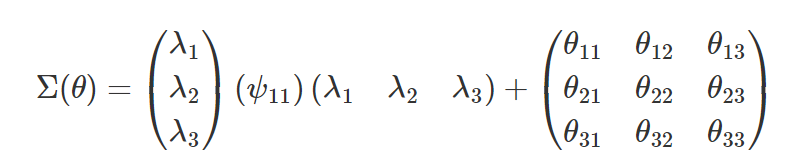 Σ(θ) = (λ₁ λ₂ λ₃) (ψ₁₁) (λ₁ λ₂ λ₃) + (θ₁₁ θ₁₂ θ₁₃
θ₂₁ θ₂₂ θ₂₃
θ₃₁ θ₃₂ θ₃₃)